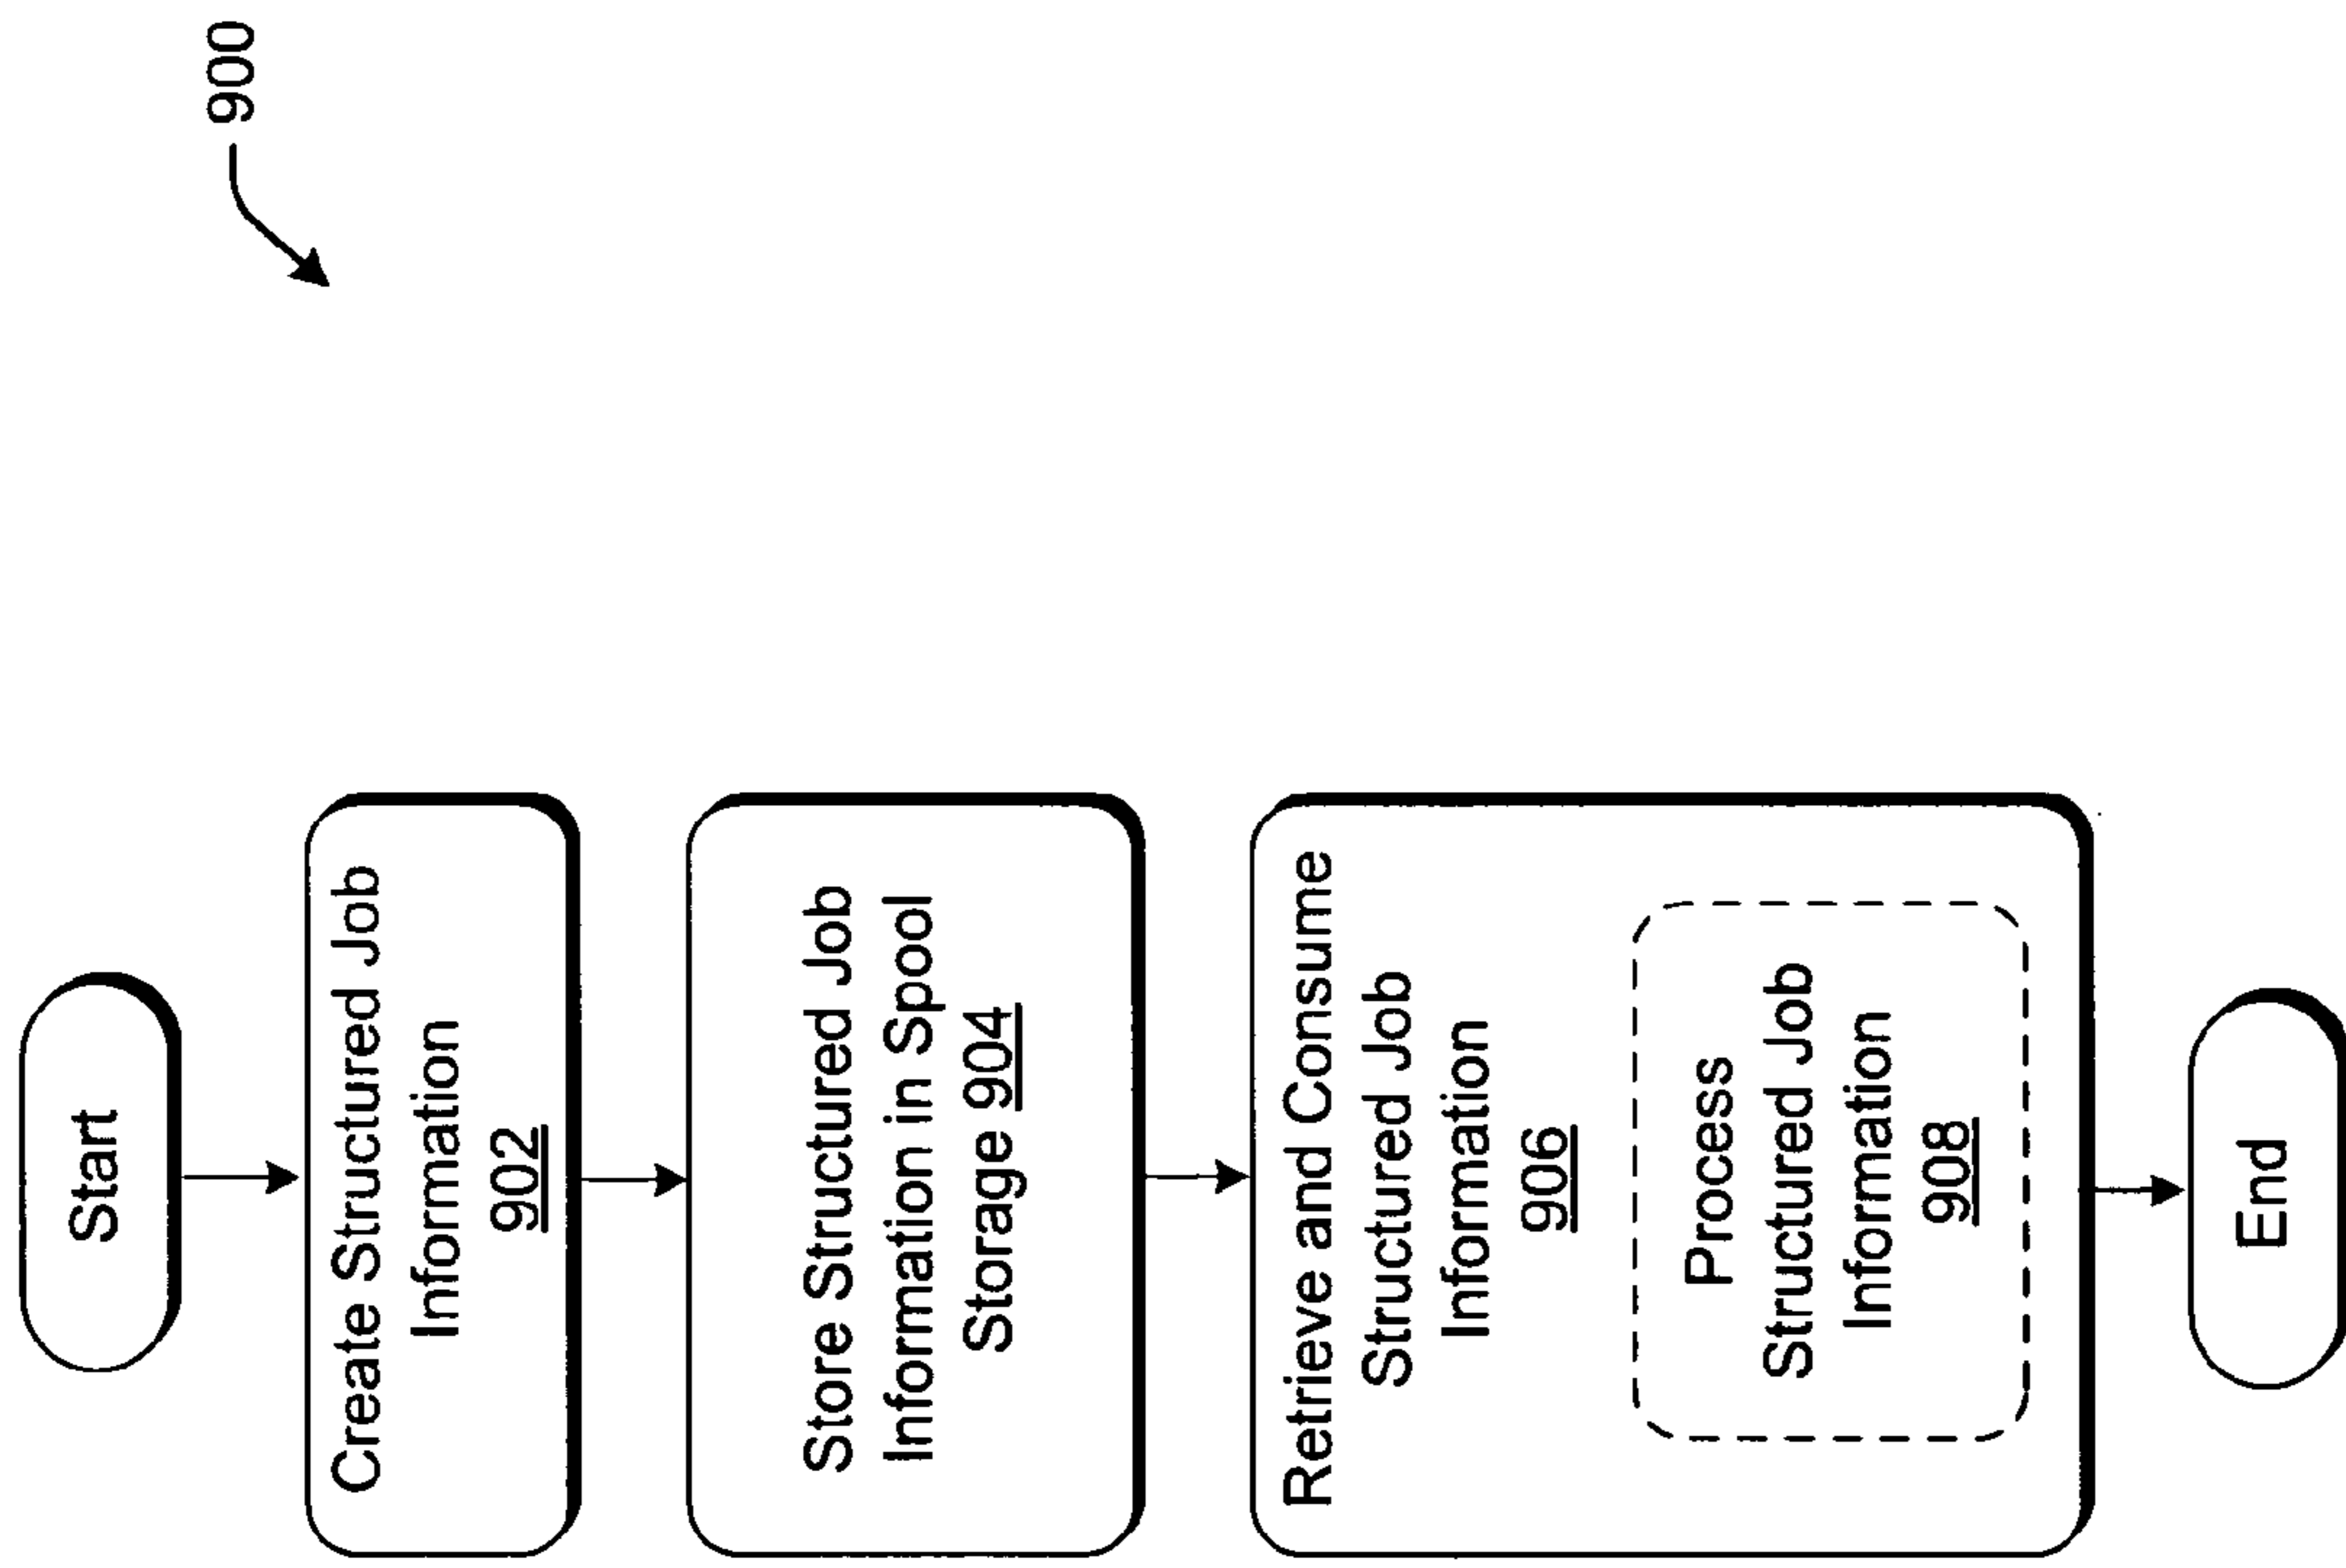 900
Start
Create Structured Job
Information
902
Store Structured Job
Information in Spool
Storage 904
Retrieve and Consume
Structured Job
Information
906
Process
Structured Job
Information
908
End